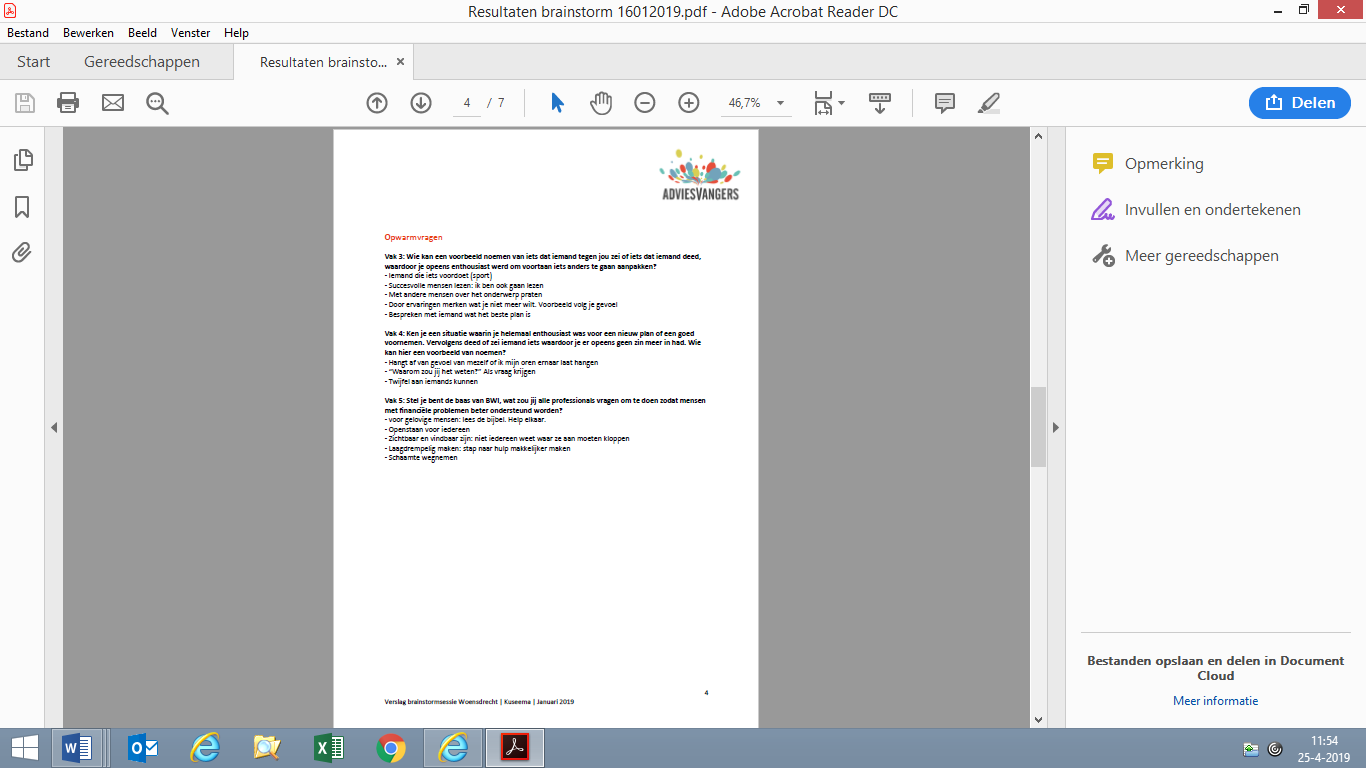 Resultaten brainstorm 16012019.pdf - Adobe Acrobat Reader DC
Bestand Bewerken Beeld Venster Help
Start Gereedschappen Resultaten brainsto... ×
4 / 7 46,7% Delen
ADVIESVANGERS
Opwarmvragen
Vak 3: Wie kan een voorbeeld noemen van iets dat iemand tegen jou zei of iets dat iemand deed,
waardoor je opeens enthousiast werd om voortaan iets anders te gaan aanpakken?
- Iemand die iets voordoet (sport)
- Succesvolle mensen lezen: ik ben ook gaan lezen
- Met andere mensen over het onderwerp praten
- Door ervaringen merken wat je niet meer wilt. Voorbeeld volg je gevoel
- Bespreken met iemand wat het beste plan is
Vak 4: Ken je een situatie waarin je helemaal enthousiast was voor een nieuw plan of een goed
voornemen. Vervolgens deed of zei iemand iets waardoor je er opeens geen zin meer in had. Wie
kan hier een voorbeeld van noemen?
- Hangt af van gevoel van mezelf of ik mijn oren ernaar laat hangen
- "Waarom zou jij het weten?" Als vraag krijgen
- Twijfel aan iemands kunnen
Vak 5: Stel je bent de baas van BWI, wat zou jij alle professionals vragen om te doen zodat mensen
met financiële problemen beter ondersteund worden?
- voor gelovige mensen: lees de bijbel. Help elkaar.
- Openstaan voor iedereen
- Zichtbaar en vindbaar zijn: niet iedereen weet waar ze aan moeten kloppen
- Laagdrempelig maken: stap naar hulp makkelijker maken
- Schaamte wegnemen
4
Verslag brainstormsessie Woensdrecht | Kuseema | Januari 2019
Opmerking
Invullen en ondertekenen
Meer gereedschappen
Bestanden opslaan en delen in Document
Cloud
Meer informatie
11:54
25-4-2019